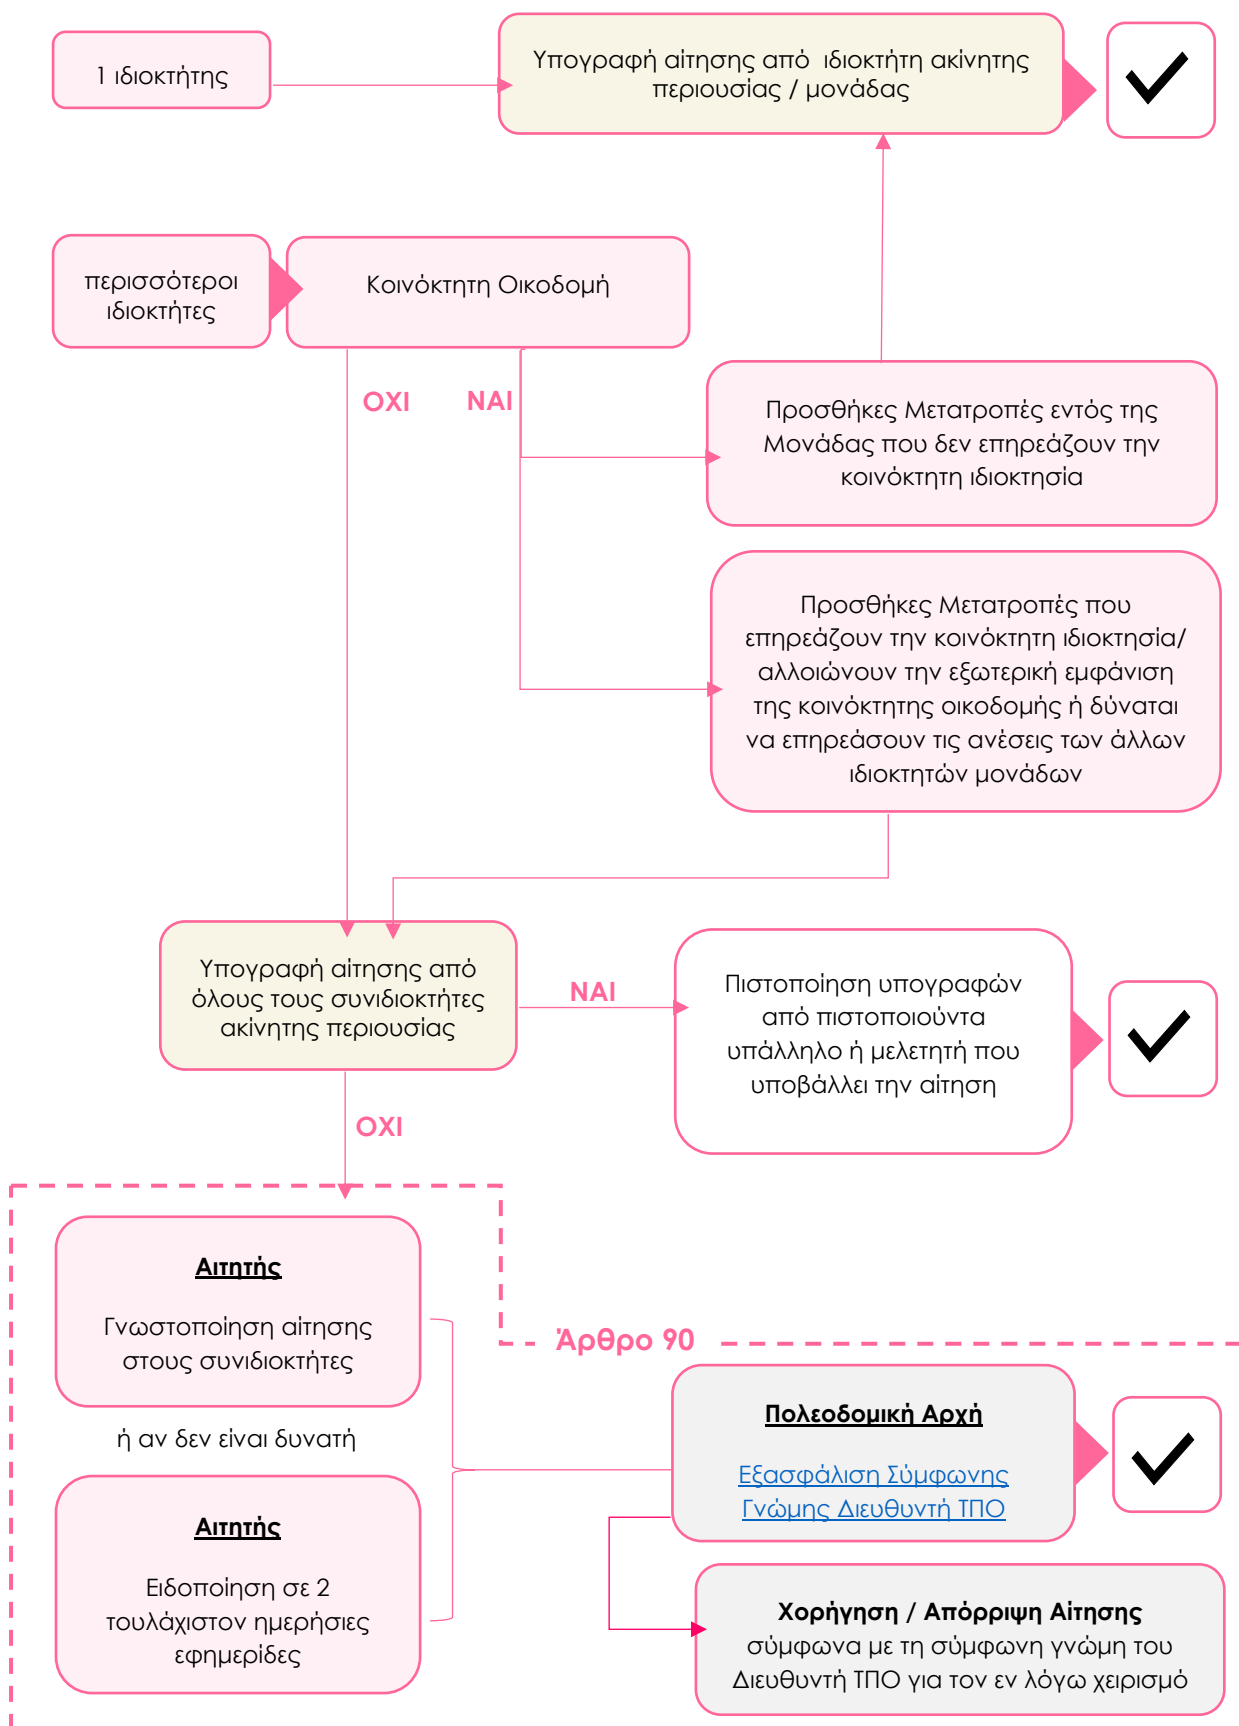 1 ιδιοκτήτης
Υπογραφή αίτησης από ιδιοκτήτη ακίνητης
περιουσίας / μονάδας
περισσότεροι
ιδιοκτήτες
Κοινόκτητη Οικοδομή
ΟΧΙ
ΝΑΙ
Προσθήκες Μετατροπές εντός της
Μονάδας που δεν επηρεάζουν την
κοινόκτητη ιδιοκτησία
Προσθήκες Μετατροπές που
επηρεάζουν την κοινόκτητη ιδιοκτησία/
αλλοιώνουν την εξωτερική εμφάνιση
της κοινόκτητης οικοδομής ή δύναται
να επηρεάσουν τις ανέσεις των άλλων
ιδιοκτητών μονάδων
Υπογραφή αίτησης από
όλους τους συνιδιοκτήτες
ακίνητης περιουσίας
ΝΑΙ
Πιστοποίηση υπογραφών
από πιστοποιούντα
υπάλληλο ή μελετητή που
υποβάλλει την αίτηση
ΟΧΙ
Αιτητής
Γνωστοποίηση αίτησης
στους συνιδιοκτήτες
ή αν δεν είναι δυνατή
Αιτητής
Ειδοποίηση σε 2
τουλάχιστον ημερήσιες
εφημερίδες
Άρθρο 90
Πολεοδομική Αρχή
Εξασφάλιση Σύμφωνης
Γνώμης Διευθυντή ΤΠΟ
Χορήγηση / Απόρριψη Αίτησης
σύμφωνα με τη σύμφωνη γνώμη του
Διευθυντή ΤΠΟ για τον εν λόγω χειρισμό